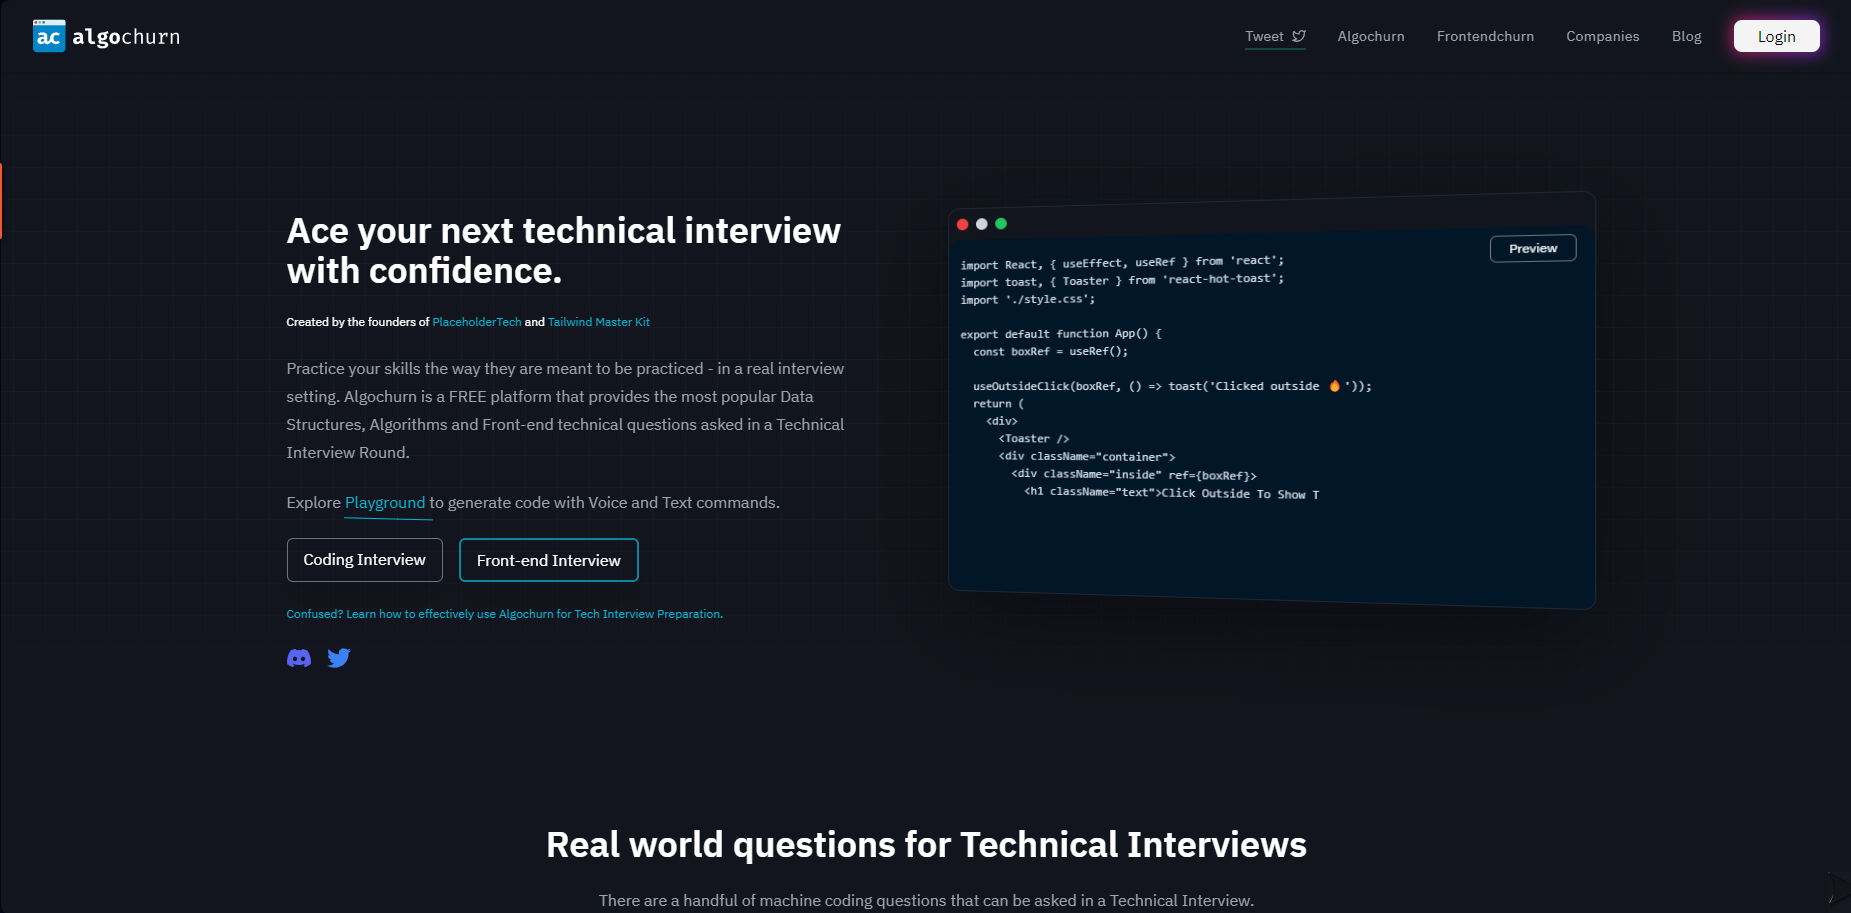 ac algochurn
Tweet Algochurn Frontendchurn Companies Blog Login
Ace your next technical interview
with confidence.
Created by the founders of PlaceholderTech and Tailwind Master Kit
Practice your skills the way they are meant to be practiced - in a real interview
setting. Algochurn is a FREE platform that provides the most popular Data
Structures, Algorithms and Front-end technical questions asked in a Technical
Interview Round.
Explore Playground to generate code with Voice and Text commands.
Coding Interview Front-end Interview
Confused? Learn how to effectively use Algochurn for Tech Interview Preparation.
Preview
import React, { useEffect, useRef } from 'react';
import toast, { Toaster } from 'react-hot-toast';
import './style.css';
export default function App() {
const boxRef = useRef();
useOutsideClick(boxRef, () => toast('Clicked outside 🔥'));
return (
<div>
<Toaster />
<div className="container">
<div className="inside" ref={boxRef}>
<h1 className="text">Click Outside To Show T
Real world questions for Technical Interviews
There are a handful of machine coding questions that can be asked in a Technical Interview.